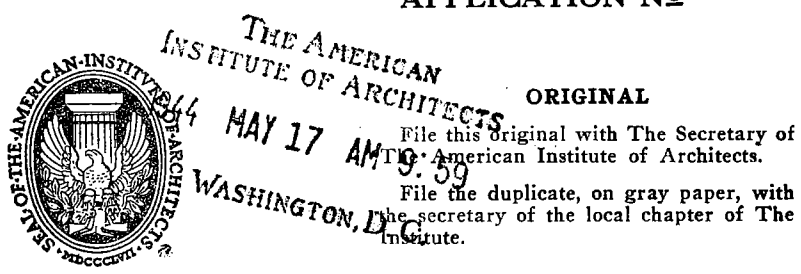 APPLICATION No
THE AMERICAN
INSTITUTE OF ARCHITECTS
MAY 17 AM 9:59
WASHINGTON, D.C.
SEAL·OF·THE·AMERICAN·INSTITVTE·OF·ARCHITECTS·
·MDCCCLVII·
ORIGINAL
File this original with The Secretary of
The American Institute of Architects.
File the duplicate, on gray paper, with
the secretary of the local chapter of The
Institute.